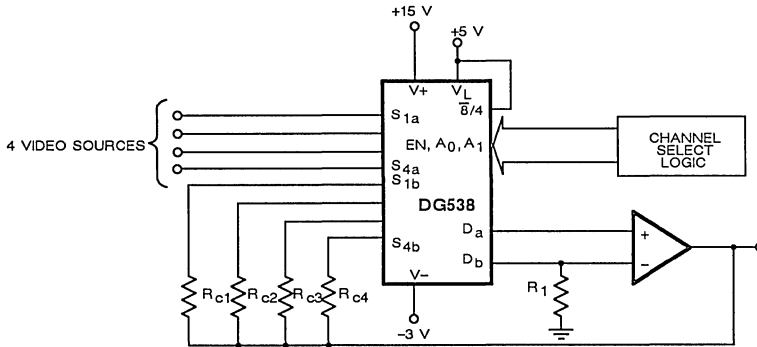 +15 V
+5 V
V+
VL
8̅/4
S1a
4 VIDEO SOURCES
EN, A0, A1
CHANNEL
SELECT
LOGIC
S4a
S1b
DG538
S4b
Da
+
Db
−
V−
Rc1
Rc2
Rc3
Rc4
R1
−3 V